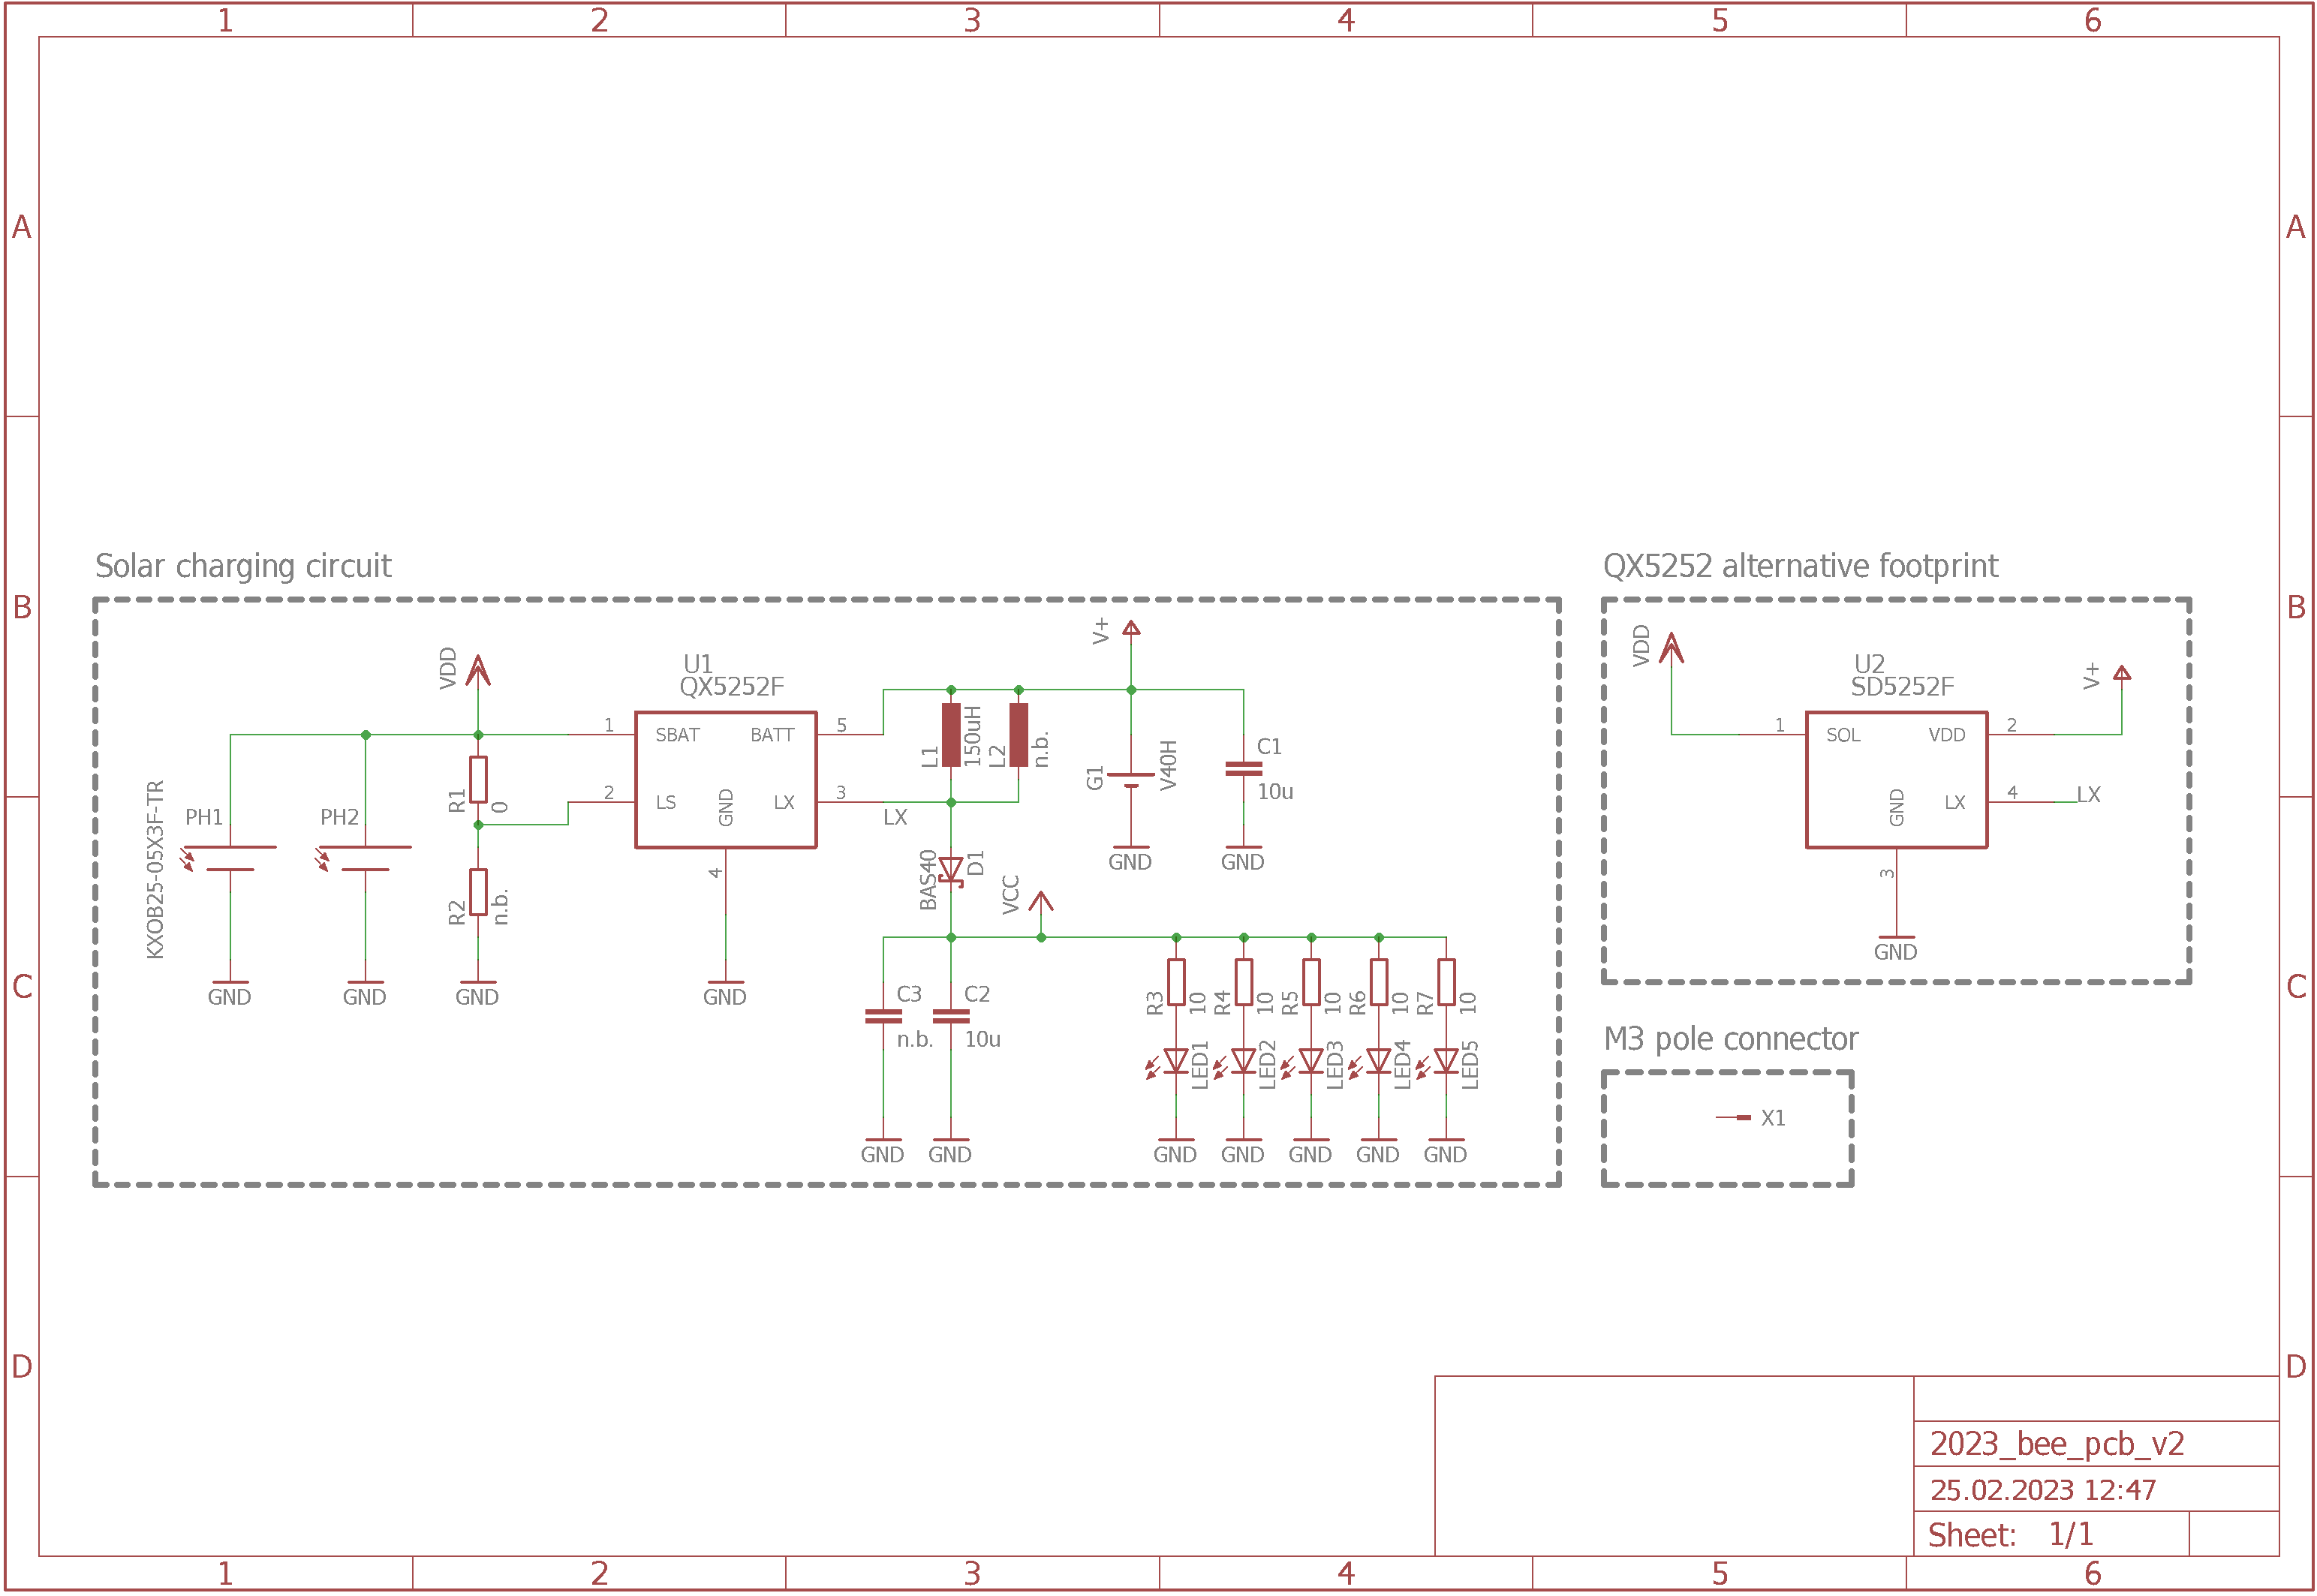 1 2 3 4 5 6
A A
Solar charging circuit
QX5252 alternative footprint
B B
V+
VDD
U1
QX5252F
1 SBAT BATT 5
2 LS LX 3
GND
4
LX
L1
150uH
L2
n.b.
G1
V40H
C1
10u
R1
0
R2
n.b.
PH1
KXOB25-05X3F-TR
PH2
GND GND
GND GND GND GND
BAS40
D1
VCC
C3
n.b.
C2
10u
R3 10 R4 10 R5 10 R6 10 R7 10
LED1 LED2 LED3 LED4 LED5
GND GND GND GND GND GND GND
VDD
U2
SD5252F
V+
1 SOL VDD 2
LX 4 LX
GND
3
GND
C C
M3 pole connector
X1
D D
2023_bee_pcb_v2
25.02.2023 12:47
Sheet: 1/1
1 2 3 4 5 6